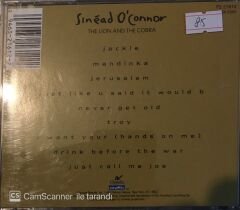 Sinéad O'Connor
THE LION AND THE COBRA
85
jackie
mandinka
jerusalem
just like u said it would b
never get old
troy
i want your (hands on me)
drink before the war
just call me joe
CS CamScanner ile tarandı